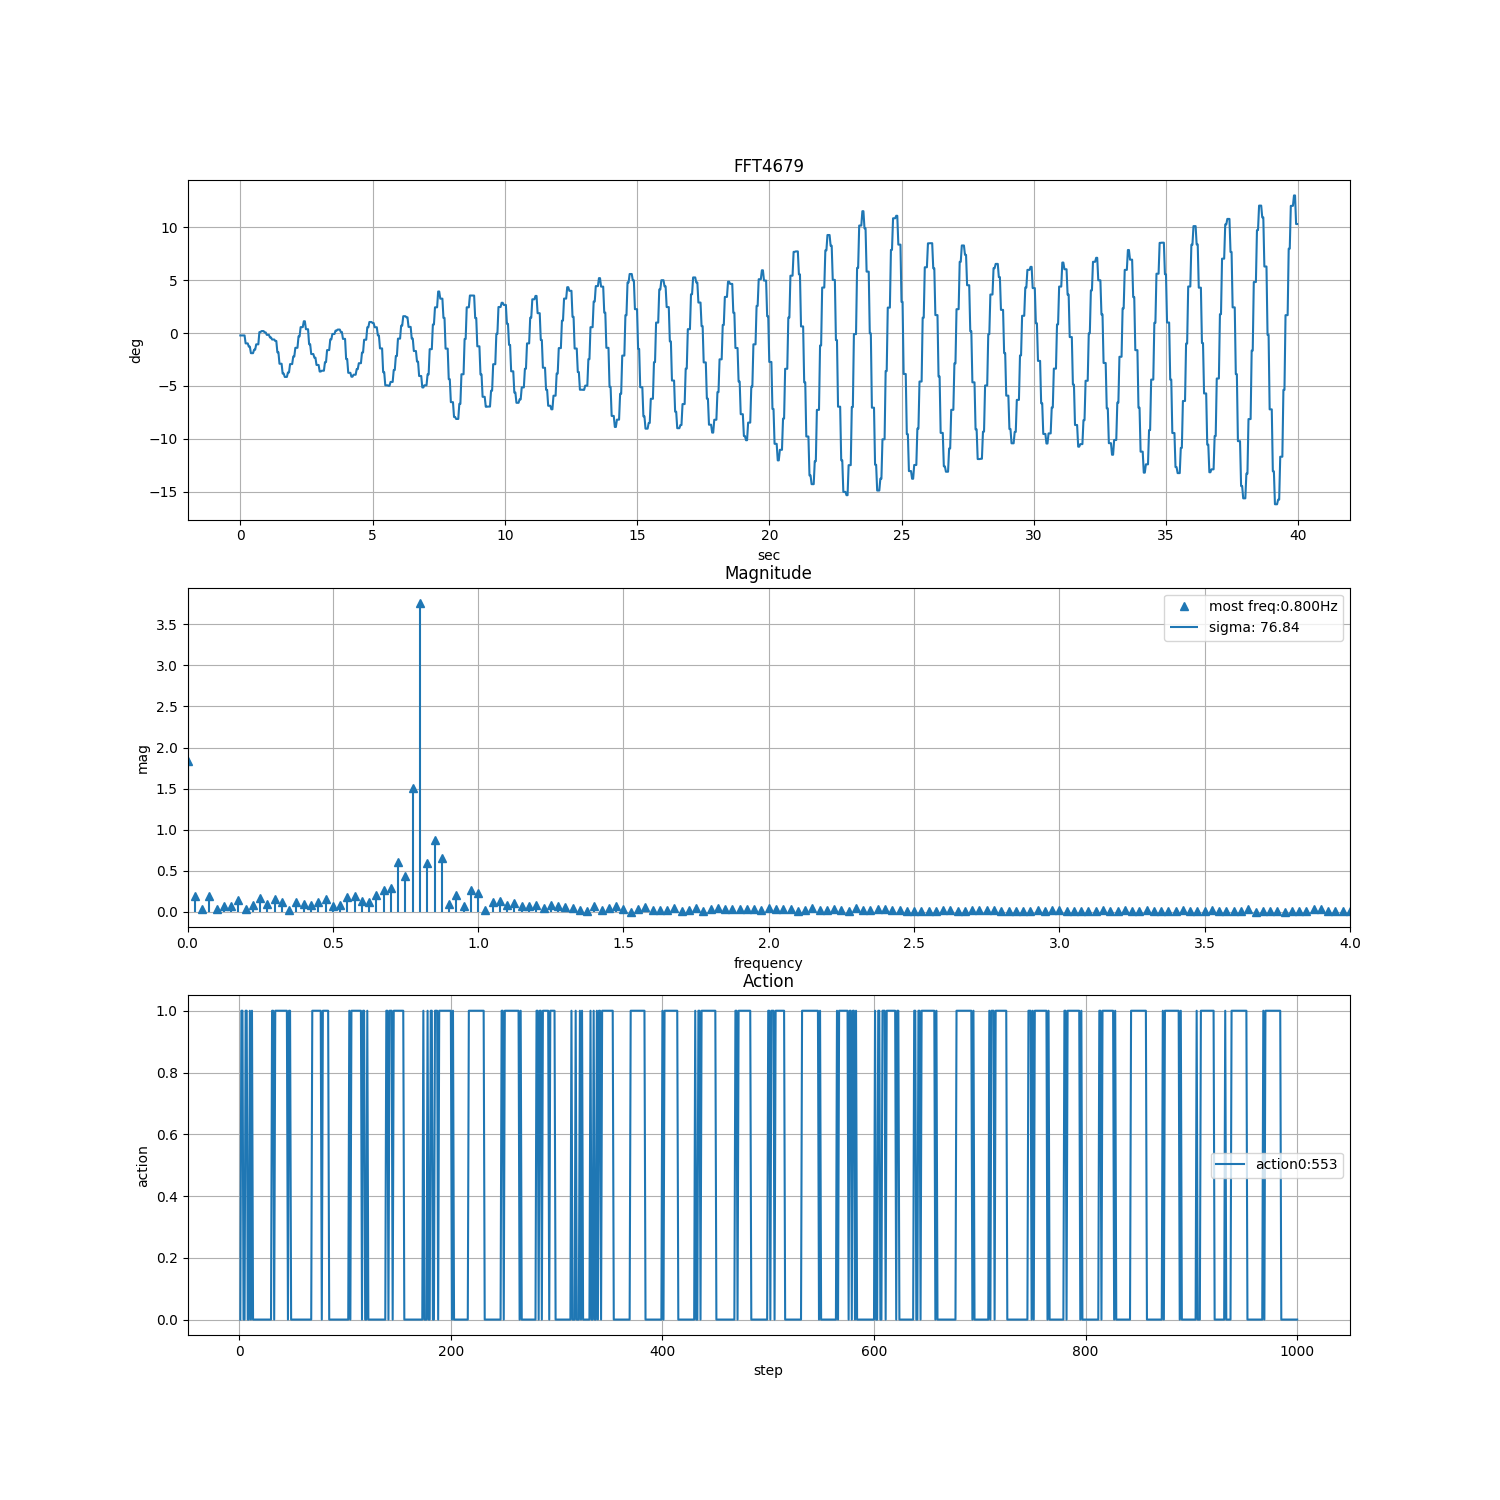 FFT4679
deg
10
5
0
−5
−10
−15
0 5 10 15 20 25 30 35 40
sec
Magnitude
mag
3.5
3.0
2.5
2.0
1.5
1.0
0.5
0.0
most freq:0.800Hz
sigma: 76.84
0.0 0.5 1.0 1.5 2.0 2.5 3.0 3.5 4.0
frequency
Action
action
1.0
0.8
0.6
0.4
0.2
0.0
action0:553
0 200 400 600 800 1000
step